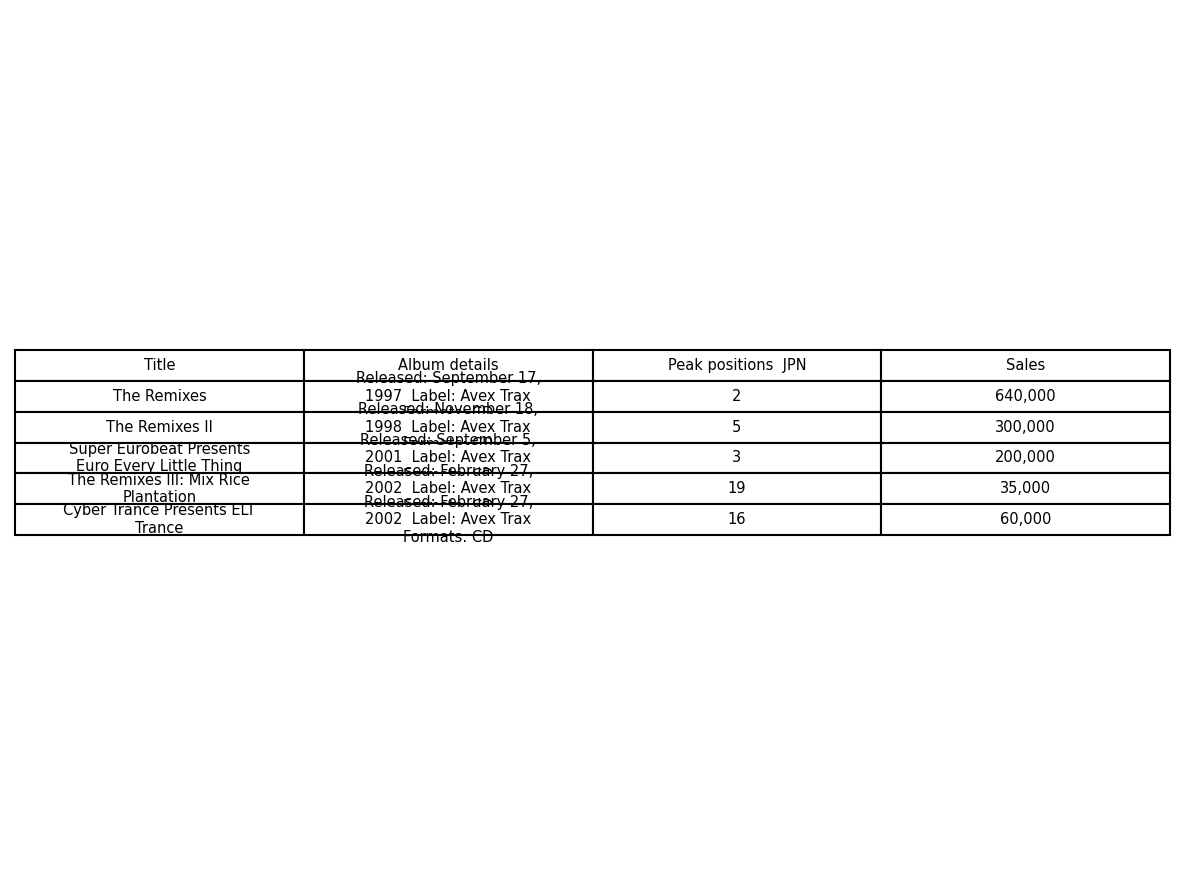 Title Album details Peak positions  JPN Sales
The Remixes Released: September 17, 1997  Label: Avex Trax 2 640,000
The Remixes II Released: November 18, 1998  Label: Avex Trax 5 300,000
Super Eurobeat Presents Euro Every Little Thing Released: September 5, 2001  Label: Avex Trax 3 200,000
The Remixes III: Mix Rice Plantation Released: February 27, 2002  Label: Avex Trax 19 35,000
Cyber Trance Presents ELT Trance Released: February 27, 2002  Label: Avex Trax Formats: CD 16 60,000